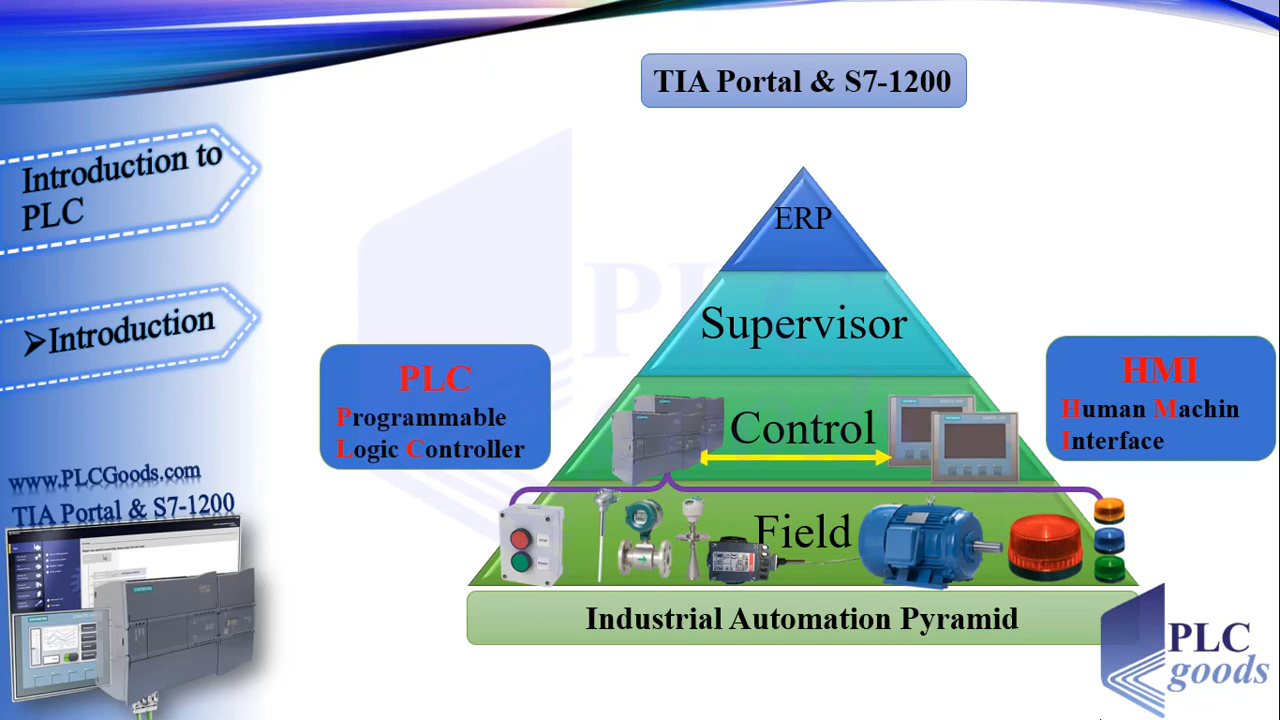 TIA Portal & S7-1200
Introduction to
PLC
➢Introduction
www.PLCGoods.com
TIA Portal & S7-1200
ERP
Supervisor
Control
Field
PLC
Programmable
Logic Controller
HMI
Human Machin
Interface
Industrial Automation Pyramid
PLC
goods